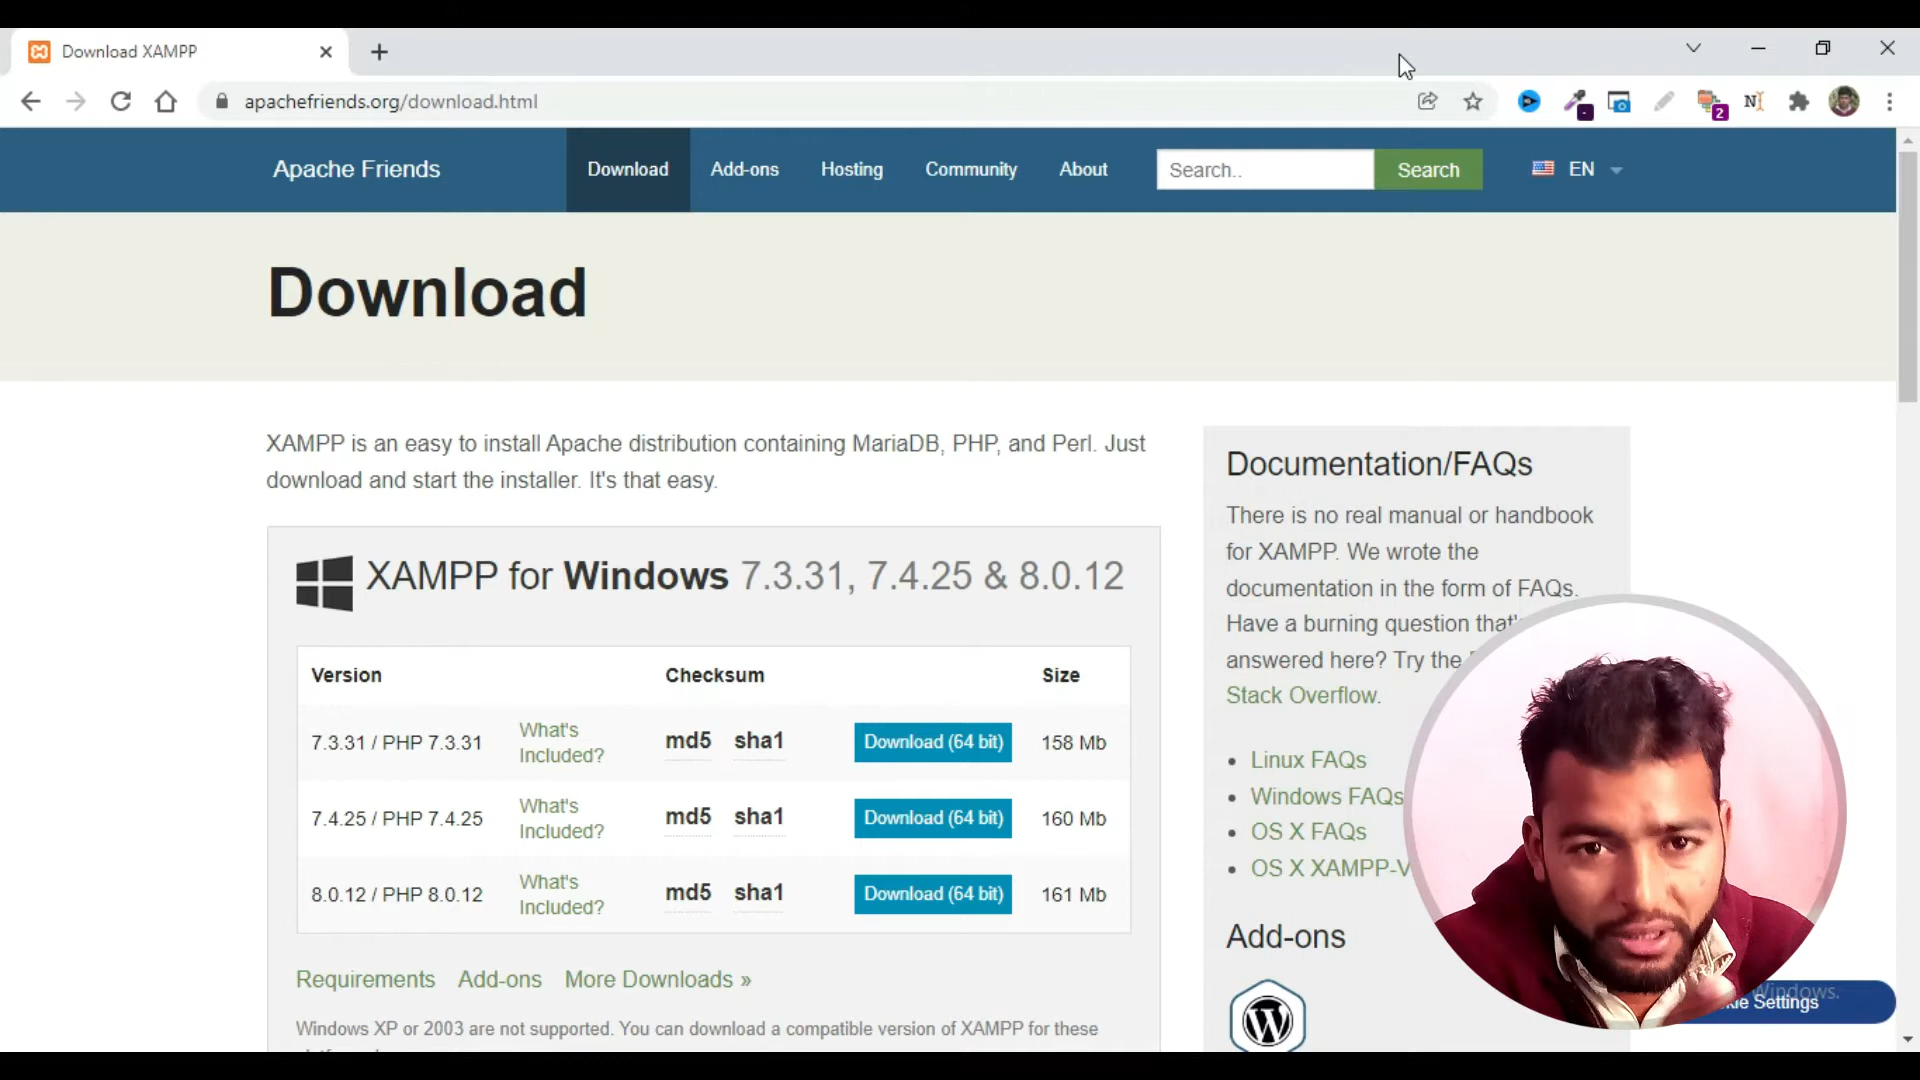 Download XAMPP
apachefriends.org/download.html
2
Apache Friends
Download
Add-ons
Hosting
Community
About
Search..
Search
EN
Download
XAMPP is an easy to install Apache distribution containing MariaDB, PHP, and Perl. Just
download and start the installer. It's that easy.
XAMPP for Windows 7.3.31, 7.4.25 & 8.0.12
Version Checksum Size
7.3.31 / PHP 7.3.31 What's Included? md5 sha1 Download (64 bit) 158 Mb
7.4.25 / PHP 7.4.25 What's Included? md5 sha1 Download (64 bit) 160 Mb
8.0.12 / PHP 8.0.12 What's Included? md5 sha1 Download (64 bit) 161 Mb
Requirements Add-ons More Downloads »
Windows XP or 2003 are not supported. You can download a compatible version of XAMPP for these
Documentation/FAQs
There is no real manual or handbook
for XAMPP. We wrote the
documentation in the form of FAQs.
Have a burning question that's
answered here? Try the
Stack Overflow.
Linux FAQs
Windows FAQs
OS X FAQs
OS X XAMPP-V
Add-ons
Windows.
Settings